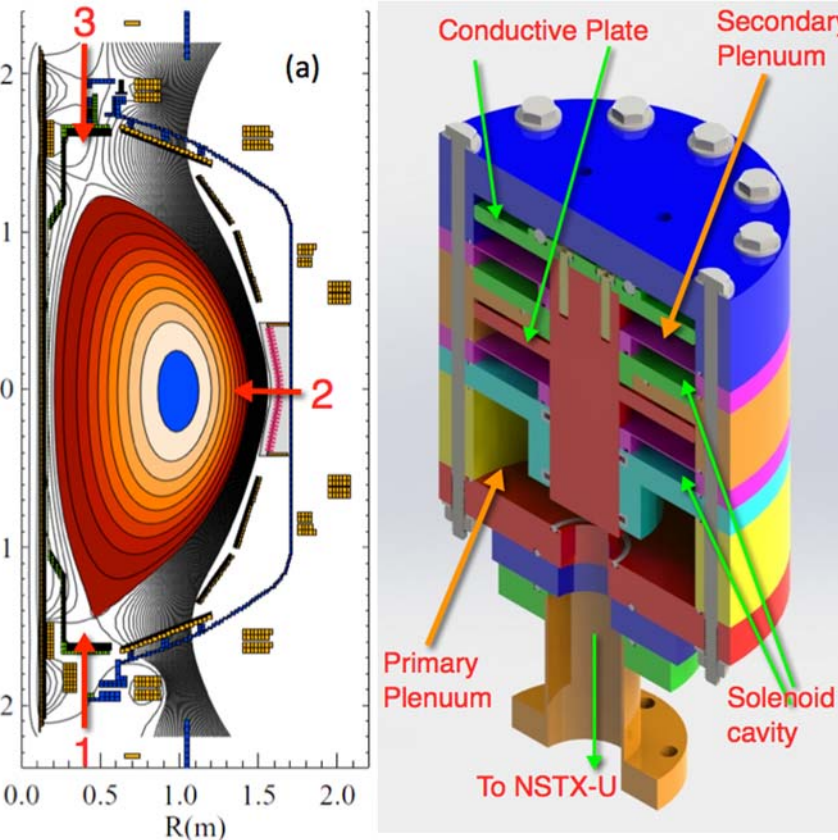 3
(a)
2
1
0
1
2
2
1
0.0 0.5 1.0 1.5 2.0
R(m)
Conductive Plate
Secondary
Plenuum
Primary
Plenuum
Solenoid
cavity
To NSTX-U